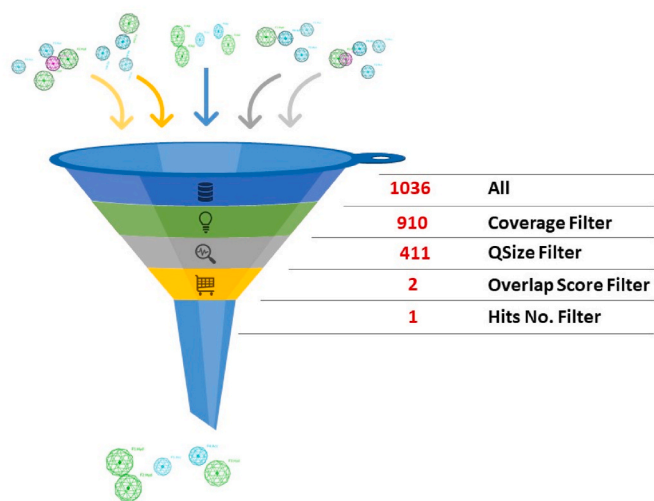 1036 All
910 Coverage Filter
411 QSize Filter
2 Overlap Score Filter
1 Hits No. Filter